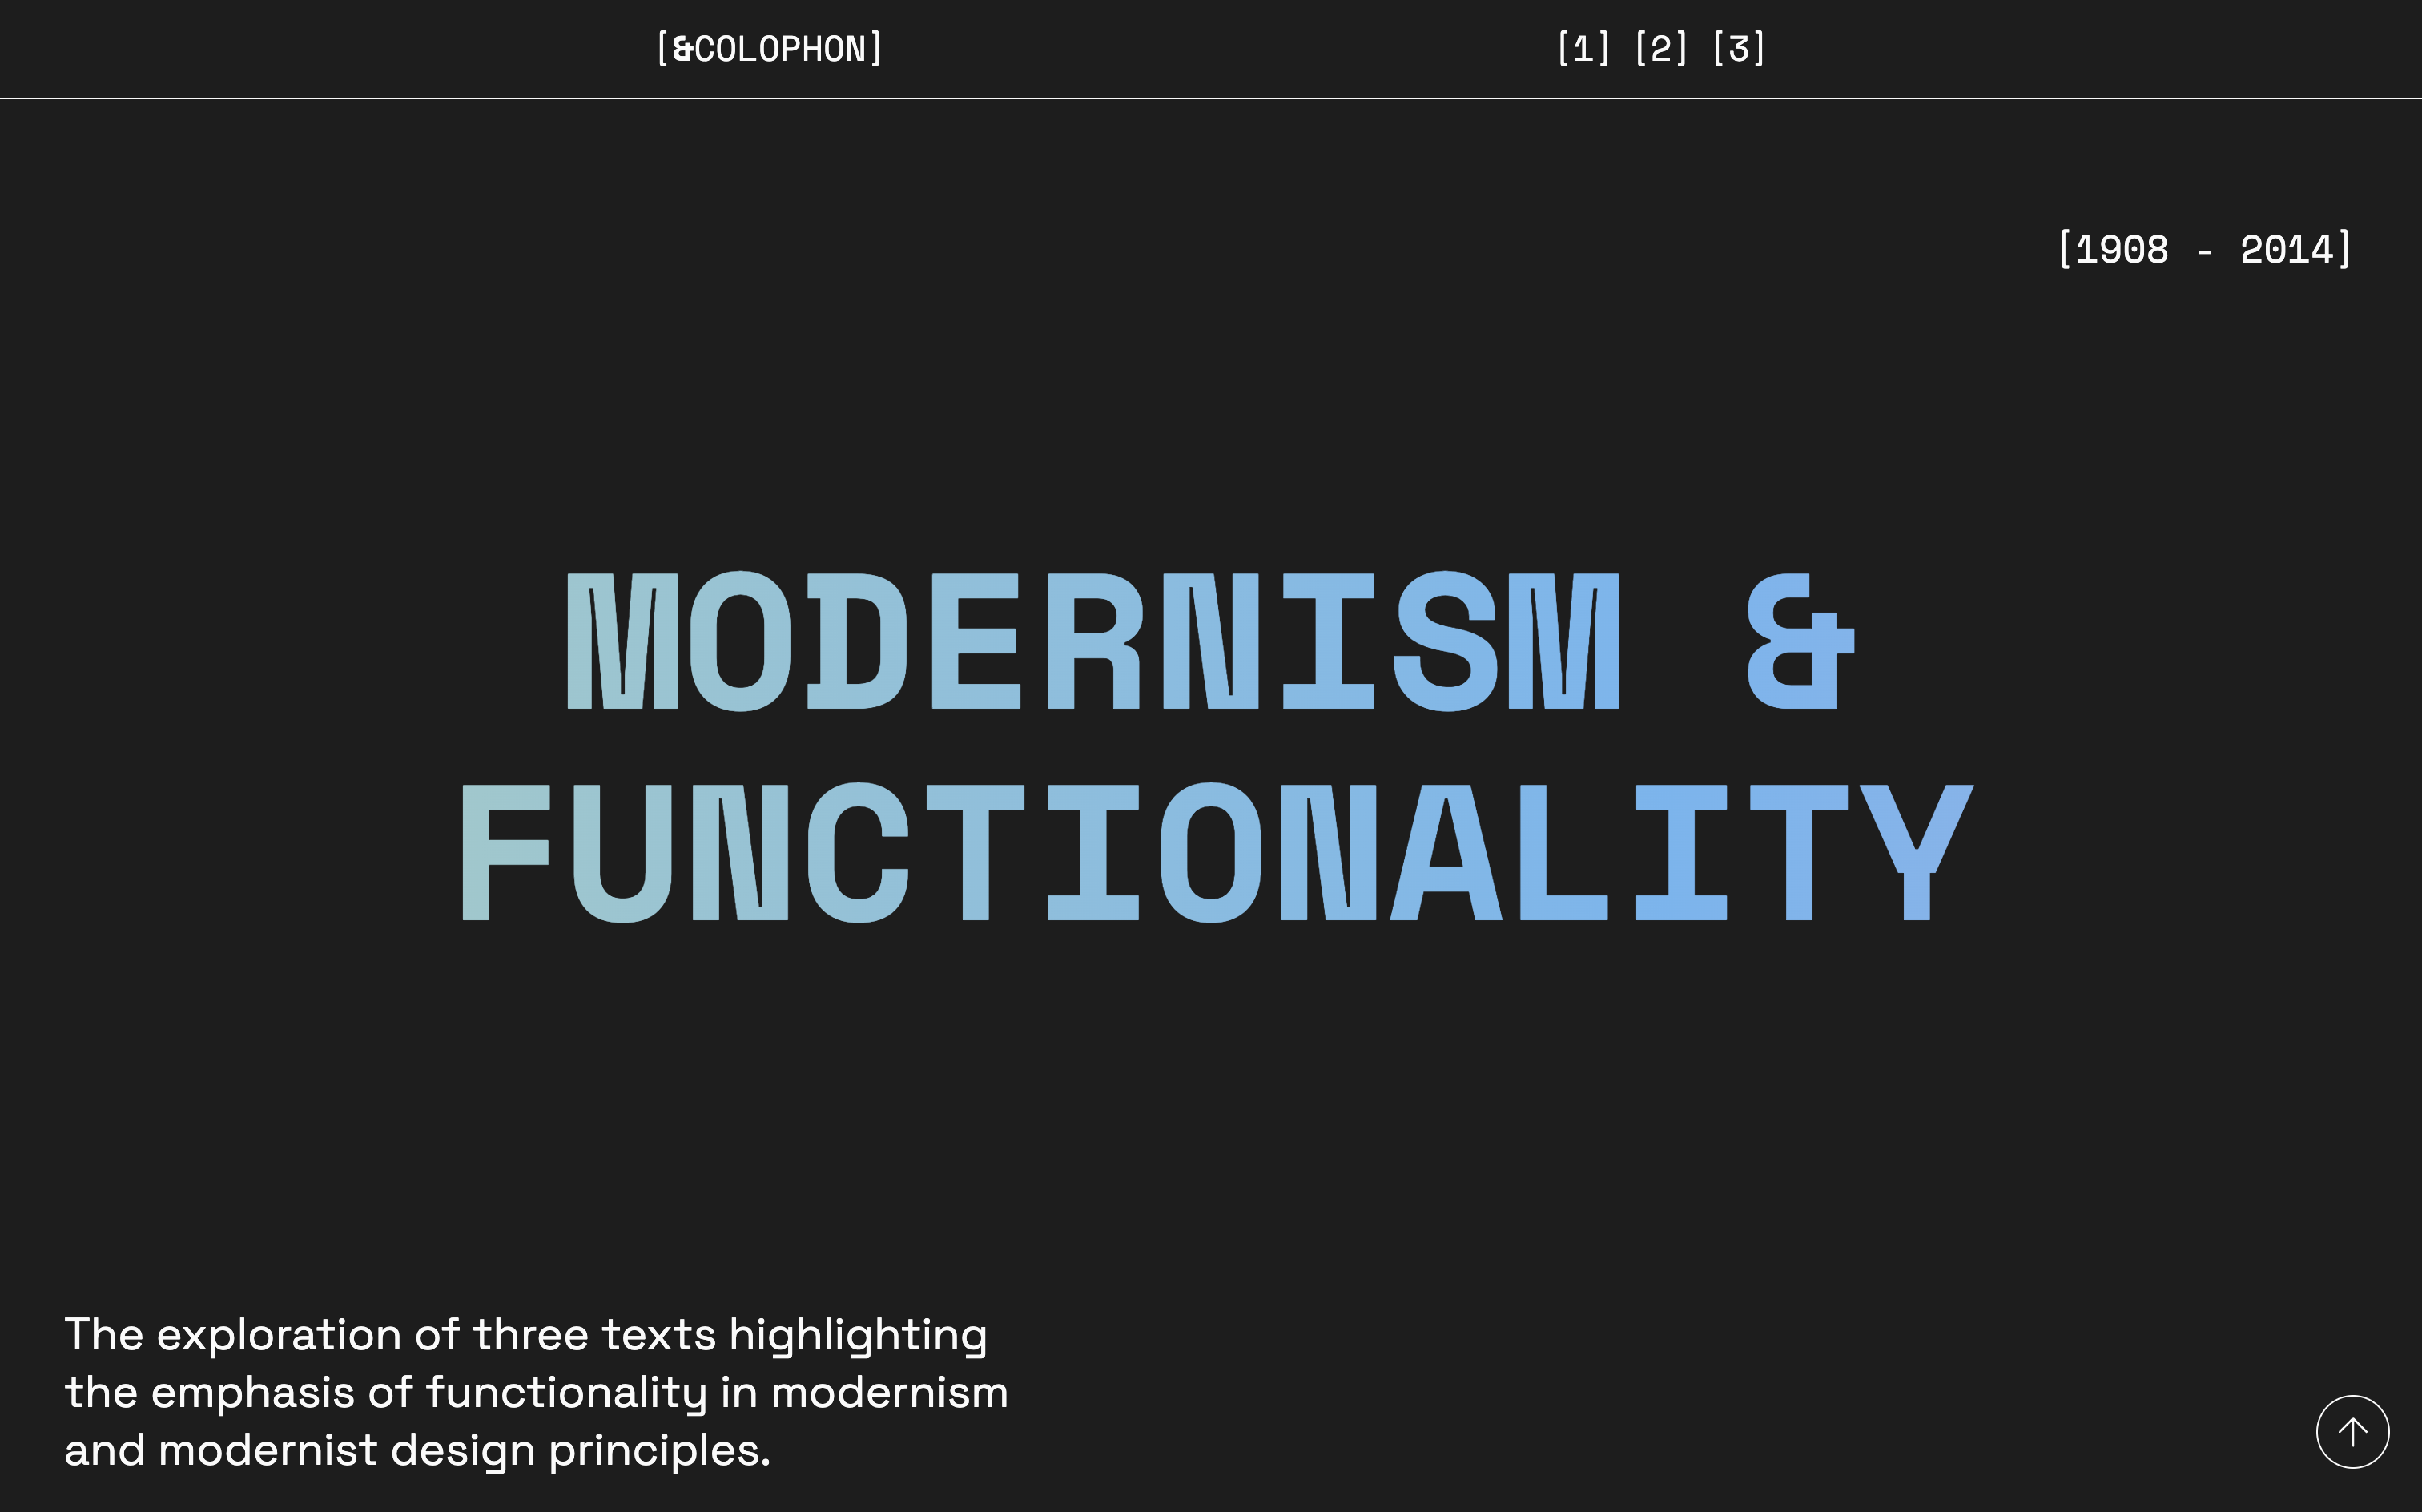 [&COLOPHON]
[1] [2] [3]
[1908 - 2014]
MODERNISM &
FUNCTIONALITY
The exploration of three texts highlighting
the emphasis of functionality in modernism
and modernist design principles.